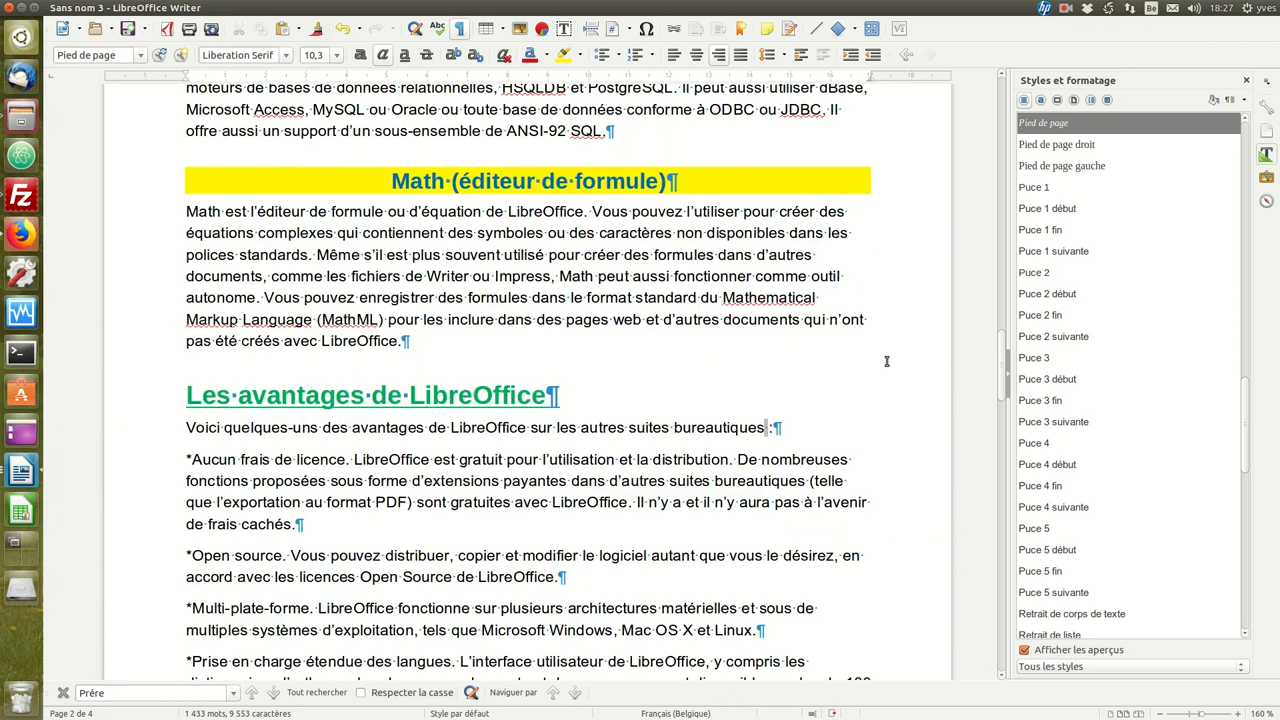 Sans nom 3 - LibreOffice Writer
Be
18:27
yves
Pied de page
Liberation Serif
10,3
Styles et formatage
moteurs de bases de données relationnelles, HSQLDB et PostgreSQL. Il peut aussi utiliser dBase,
Microsoft Access, MySQL ou Oracle ou toute base de données conforme à ODBC ou JDBC. Il
offre aussi un support d’un sous-ensemble de ANSI-92 SQL.¶
Math·(éditeur·de·formule)¶
Math est l’éditeur de formule ou d’équation de LibreOffice. Vous pouvez l’utiliser pour créer des
équations complexes qui contiennent des symboles ou des caractères non disponibles dans les
polices standards. Même s’il est plus souvent utilisé pour créer des formules dans d’autres
documents, comme les fichiers de Writer ou Impress, Math peut aussi fonctionner comme outil
autonome. Vous pouvez enregistrer des formules dans le format standard du Mathematical
Markup Language (MathML) pour les inclure dans des pages web et d’autres documents qui n’ont
pas été créés avec LibreOffice.¶
Les·avantages·de·LibreOffice¶
Voici quelques-uns des avantages de LibreOffice sur les autres suites bureautiques :¶
*Aucun frais de licence. LibreOffice est gratuit pour l’utilisation et la distribution. De nombreuses
fonctions proposées sous forme d’extensions payantes dans d’autres suites bureautiques (telle
que l’exportation au format PDF) sont gratuites avec LibreOffice. Il n’y a et il n’y aura pas à l’avenir
de frais cachés.¶
*Open source. Vous pouvez distribuer, copier et modifier le logiciel autant que vous le désirez, en
accord avec les licences Open Source de LibreOffice.¶
*Multi-plate-forme. LibreOffice fonctionne sur plusieurs architectures matérielles et sous de
multiples systèmes d’exploitation, tels que Microsoft Windows, Mac OS X et Linux.¶
*Prise en charge étendue des langues. L’interface utilisateur de LibreOffice, y compris les
Pied de page
Pied de page droit
Pied de page gauche
Puce 1
Puce 1 début
Puce 1 fin
Puce 1 suivante
Puce 2
Puce 2 début
Puce 2 fin
Puce 2 suivante
Puce 3
Puce 3 début
Puce 3 fin
Puce 3 suivante
Puce 4
Puce 4 début
Puce 4 fin
Puce 4 suivante
Puce 5
Puce 5 début
Puce 5 fin
Puce 5 suivante
Retrait de corps de texte
Retrait de liste
Afficher les aperçus
Tous les styles
Prére
Tout rechercher
Respecter la casse
Naviguer par
Page 2 de 4
1 433 mots, 9 553 caractères
Style par défaut
Français (Belgique)
160 %